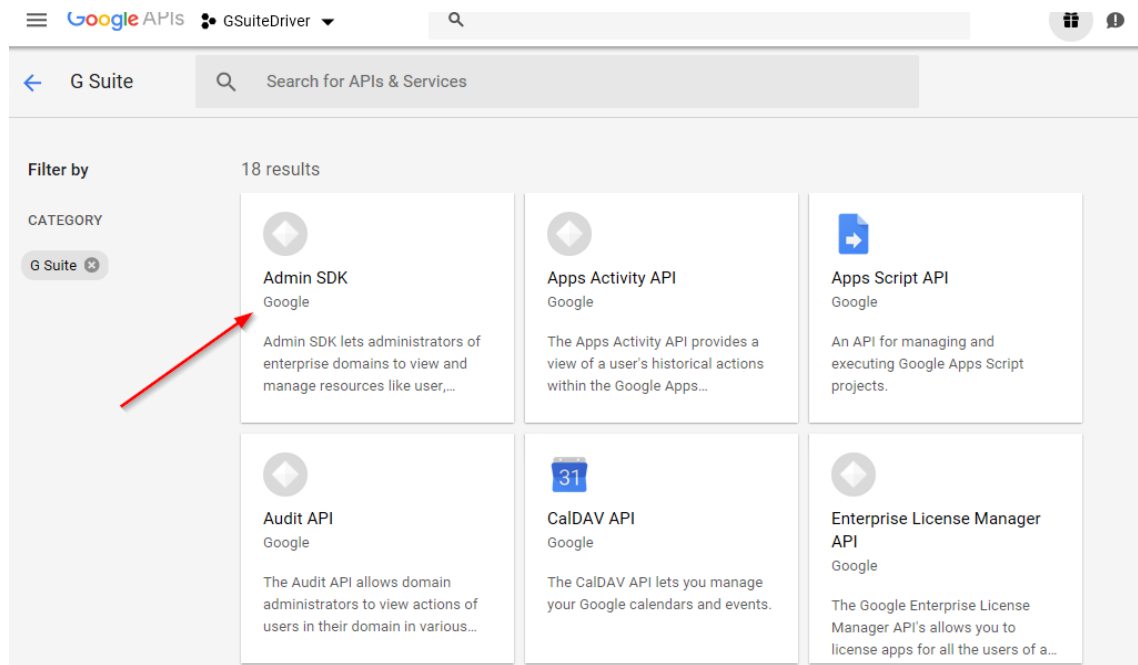 Google APIs GSuiteDriver
G Suite
Search for APIs & Services
Filter by
18 results
CATEGORY
G Suite
Admin SDK
Google
Admin SDK lets administrators of
enterprise domains to view and
manage resources like user,...
Apps Activity API
Google
The Apps Activity API provides a
view of a user's historical actions
within the Google Apps...
Apps Script API
Google
An API for managing and
executing Google Apps Script
projects.
Audit API
Google
The Audit API allows domain
administrators to view actions of
users in their domain in various...
31
CalDAV API
Google
The CalDAV API lets you manage
your Google calendars and events.
Enterprise License Manager
API
Google
The Google Enterprise License
Manager API's allows you to
license apps for all the users of a...